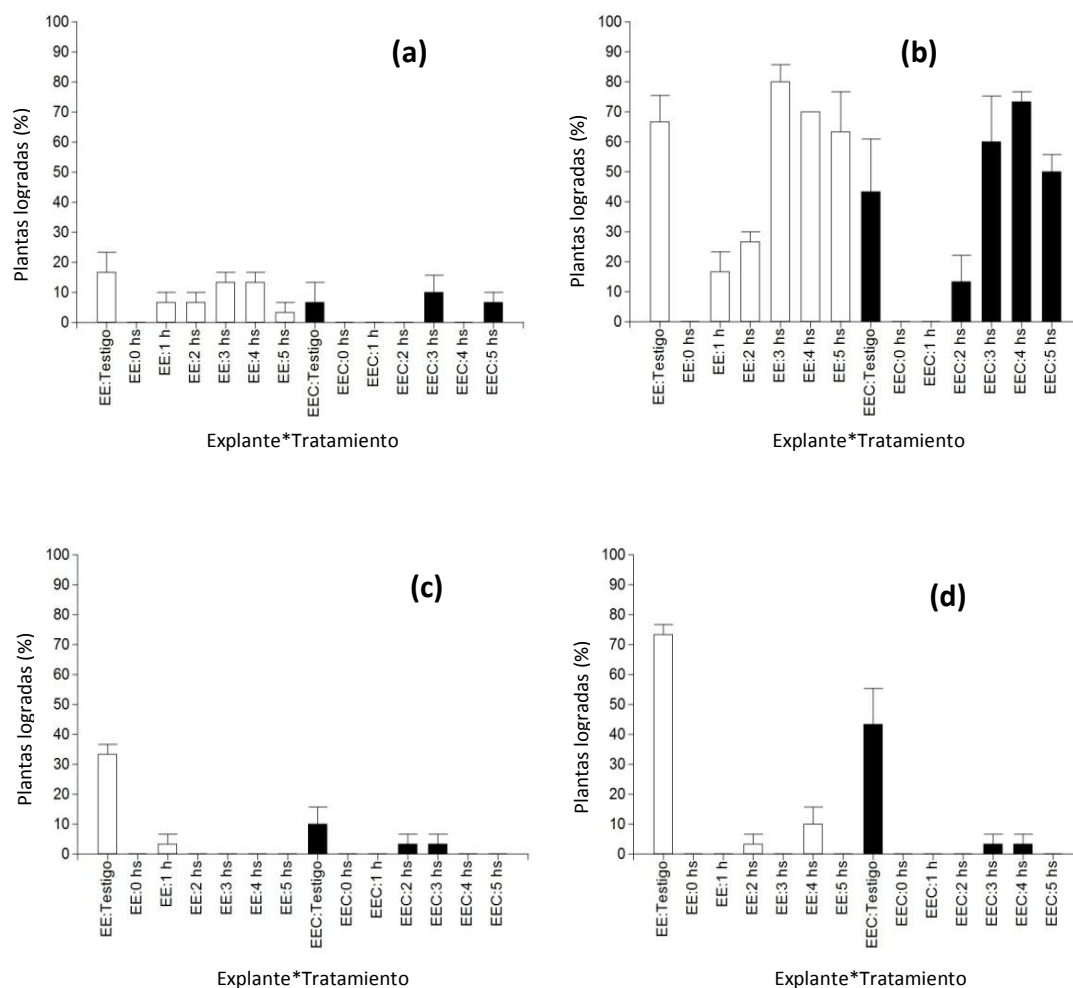 (a)
Plantas logradas (%)
100
90
80
70
60
50
40
30
20
10
0
EE:Testigo
EE:0 hs
EE:1 h
EE:2 hs
EE:3 hs
EE:4 hs
EE:5 hs
EEC:Testigo
EEC:0 hs
EEC:1 h
EEC:2 hs
EEC:3 hs
EEC:4 hs
EEC:5 hs
Explante*Tratamiento
(b)
Plantas logradas (%)
100
90
80
70
60
50
40
30
20
10
0
EE:Testigo
EE:0 hs
EE:1 h
EE:2 hs
EE:3 hs
EE:4 hs
EE:5 hs
EEC:Testigo
EEC:0 hs
EEC:1 h
EEC:2 hs
EEC:3 hs
EEC:4 hs
EEC:5 hs
Explante*Tratamiento
(c)
Plantas logradas (%)
100
90
80
70
60
50
40
30
20
10
0
EE:Testigo
EE:0 hs
EE:1 h
EE:2 hs
EE:3 hs
EE:4 hs
EE:5 hs
EEC:Testigo
EEC:0 hs
EEC:1 h
EEC:2 hs
EEC:3 hs
EEC:4 hs
EEC:5 hs
Explante*Tratamiento
(d)
Plantas logradas (%)
100
90
80
70
60
50
40
30
20
10
0
EE:Testigo
EE:0 hs
EE:1 h
EE:2 hs
EE:3 hs
EE:4 hs
EE:5 hs
EEC:Testigo
EEC:0 hs
EEC:1 h
EEC:2 hs
EEC:3 hs
EEC:4 hs
EEC:5 hs
Explante*Tratamiento